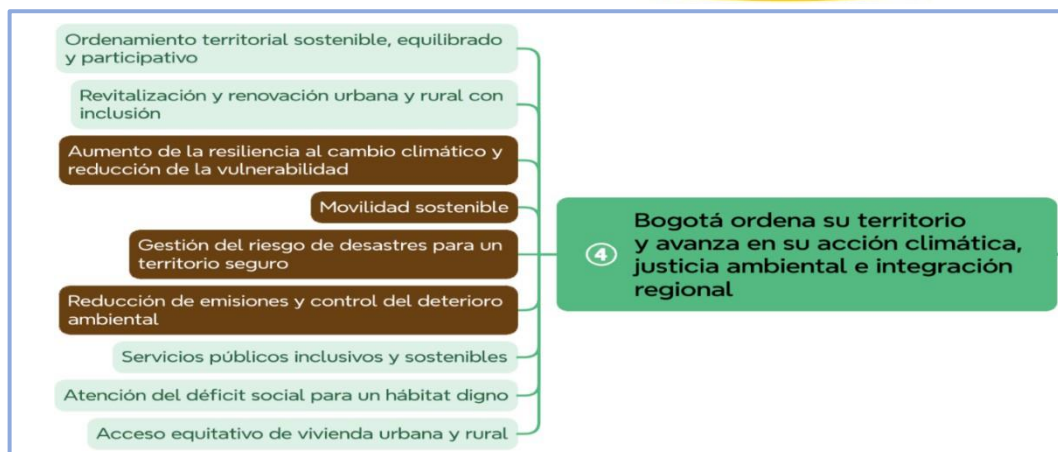 Ordenamiento territorial sostenible, equilibrado
y participativo
Revitalización y renovación urbana y rural con
inclusión
Aumento de la resiliencia al cambio climático y
reducción de la vulnerabilidad
Movilidad sostenible
Gestión del riesgo de desastres para un
territorio seguro
Reducción de emisiones y control del deterioro
ambiental
Servicios públicos inclusivos y sostenibles
Atención del déficit social para un hábitat digno
Acceso equitativo de vivienda urbana y rural
4
Bogotá ordena su territorio
y avanza en su acción climática,
justicia ambiental e integración
regional